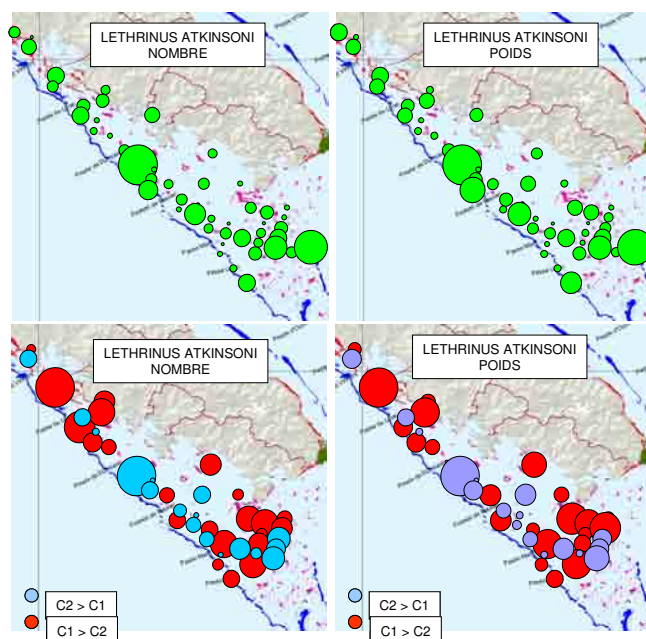 LETHRINUS ATKINSONI
NOMBRE
LETHRINUS ATKINSONI
POIDS
LETHRINUS ATKINSONI
NOMBRE
LETHRINUS ATKINSONI
POIDS
C2 > C1
C1 > C2
C2 > C1
C1 > C2